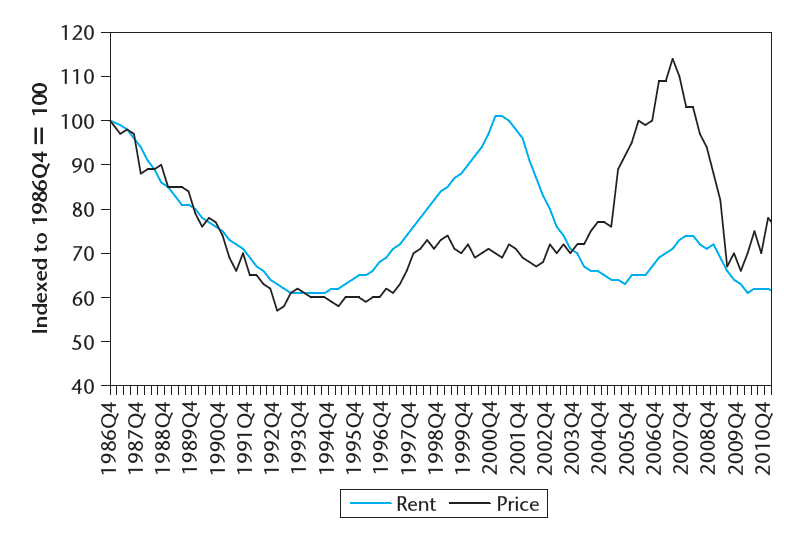 120
110
100
90
80
70
60
50
40
Indexed to 1986Q4 = 100
1986Q4
1987Q4
1988Q4
1989Q4
1990Q4
1991Q4
1992Q4
1993Q4
1994Q4
1995Q4
1996Q4
1997Q4
1998Q4
1999Q4
2000Q4
2001Q4
2002Q4
2003Q4
2004Q4
2005Q4
2006Q4
2007Q4
2008Q4
2009Q4
2010Q4
Rent Price